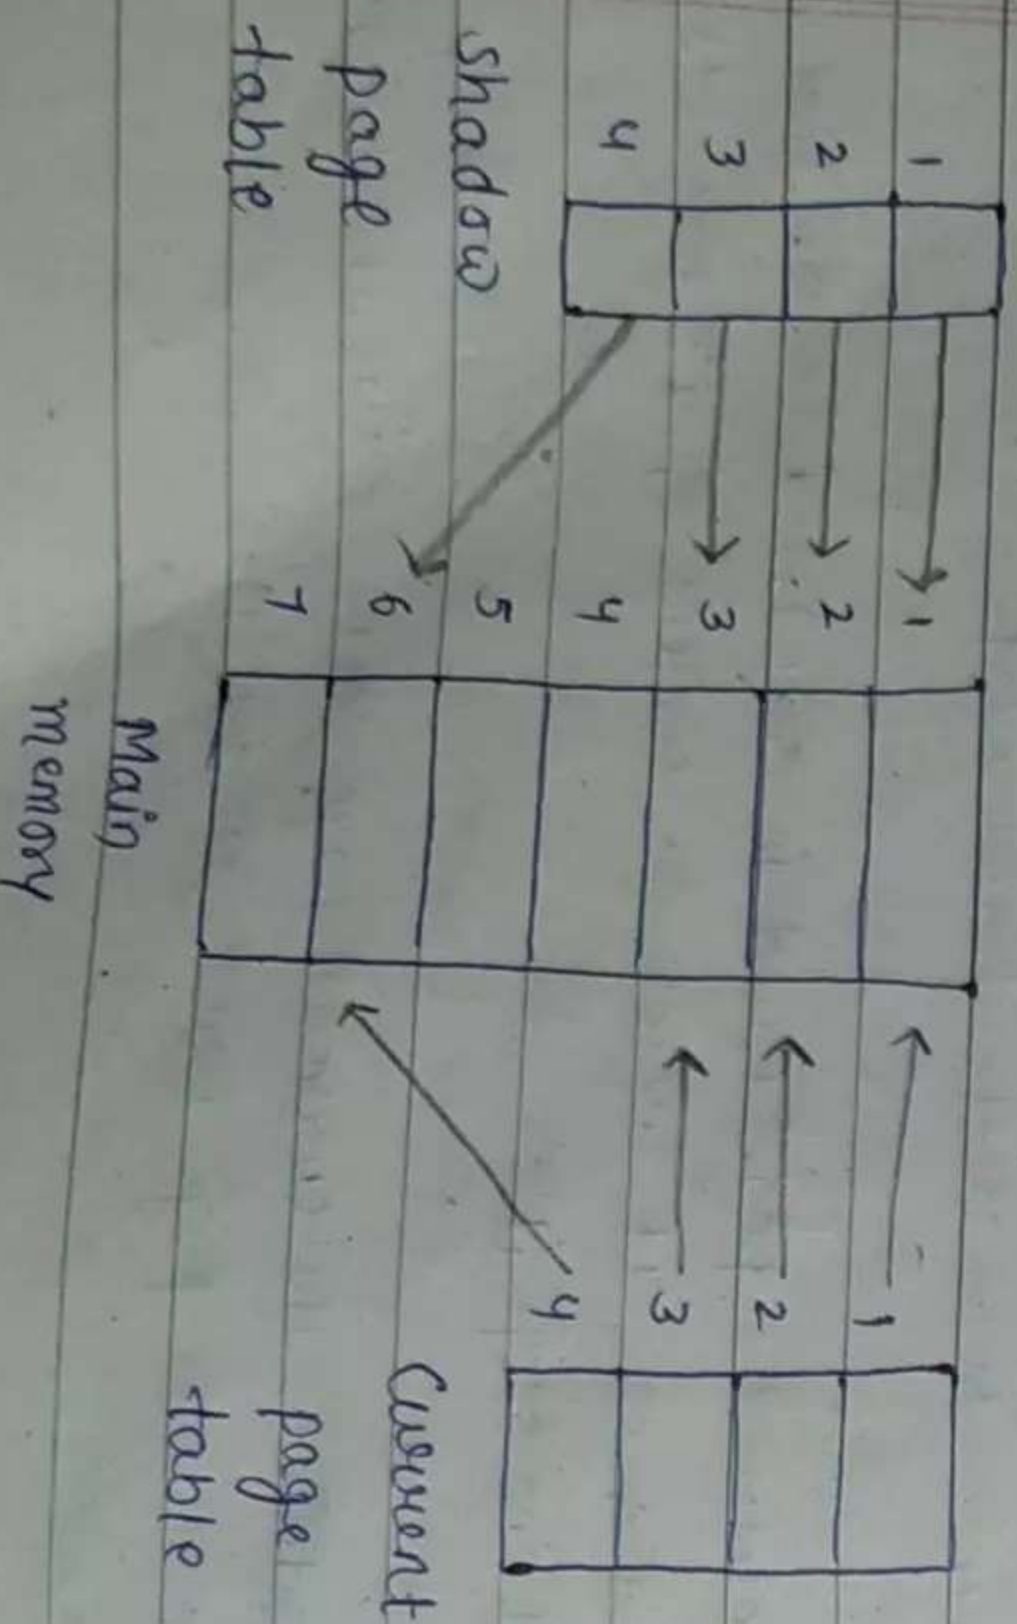 1 1 1
2 2 2
3 3 3
4 4 4
Shadow 5 Current
page 6 page
table 7 table
Main
memory